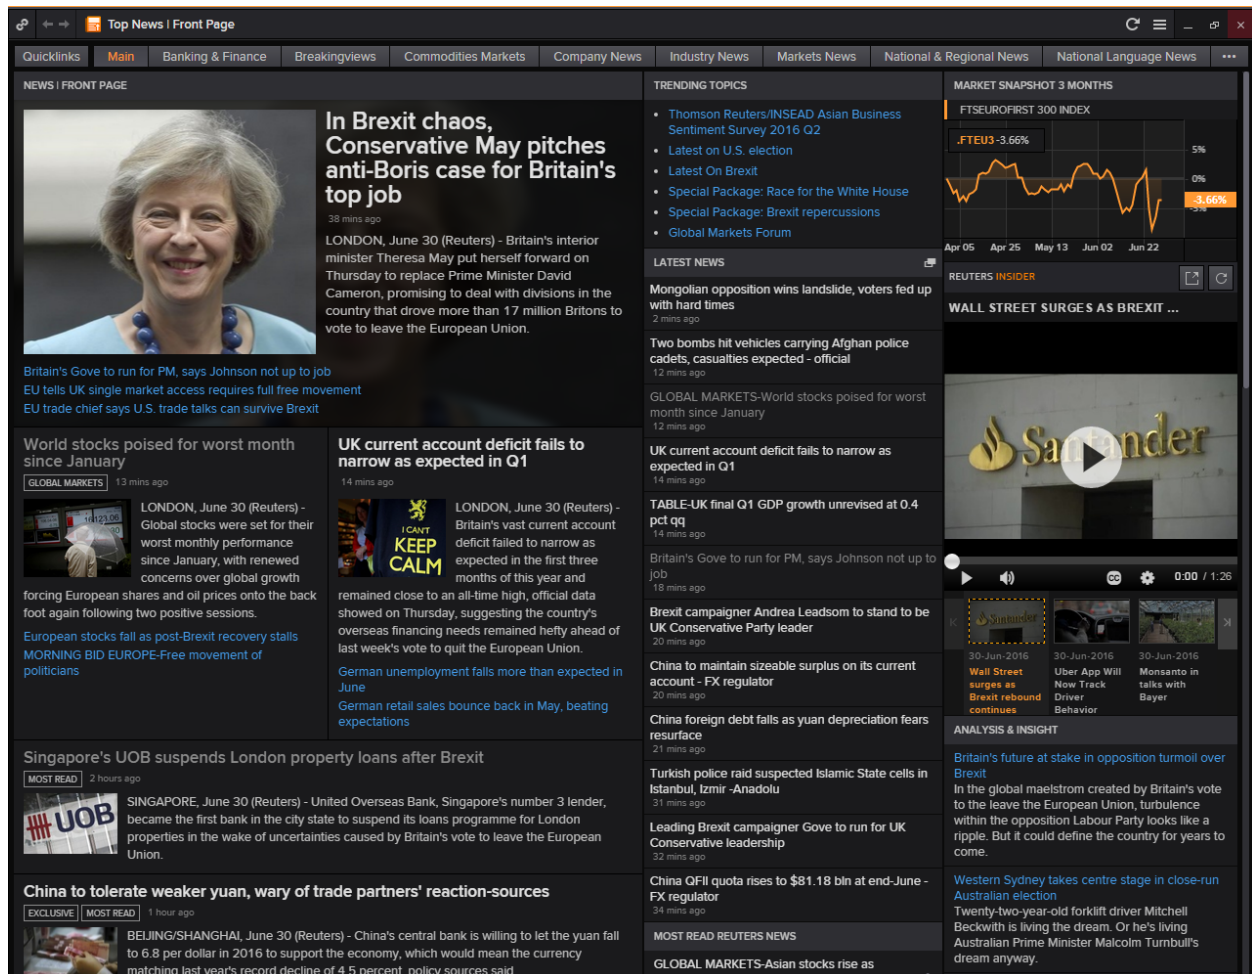 Top News | Front Page
Quicklinks Main Banking & Finance Breakingviews Commodities Markets Company News Industry News Markets News National & Regional News National Language News
NEWS | FRONT PAGE
In Brexit chaos,
Conservative May pitches
anti-Boris case for Britain's
top job
38 mins ago
LONDON, June 30 (Reuters) - Britain's interior
minister Theresa May put herself forward on
Thursday to replace Prime Minister David
Cameron, promising to deal with divisions in the
country that drove more than 17 million Britons to
vote to leave the European Union.
Britain's Gove to run for PM, says Johnson not up to job
EU tells UK single market access requires full free movement
EU trade chief says U.S. trade talks can survive Brexit
World stocks poised for worst month
since January
GLOBAL MARKETS 13 mins ago
LONDON, June 30 (Reuters) -
Global stocks were set for their
worst monthly performance
since January, with renewed
concerns over global growth
forcing European shares and oil prices onto the back
foot again following two positive sessions.
European stocks fall as post-Brexit recovery stalls
MORNING BID EUROPE-Free movement of
politicians
UK current account deficit fails to
narrow as expected in Q1
14 mins ago
I CAN'T
KEEP
CALM
LONDON, June 30 (Reuters) -
Britain's vast current account
deficit failed to narrow as
expected in the first three
months of this year and
remained close to an all-time high, official data
showed on Thursday, suggesting the country's
overseas financing needs remained hefty ahead of
last week's vote to quit the European Union.
German unemployment falls more than expected in
June
German retail sales bounce back in May, beating
expectations
Singapore's UOB suspends London property loans after Brexit
MOST READ 2 hours ago
UOB
SINGAPORE, June 30 (Reuters) - United Overseas Bank, Singapore's number 3 lender,
became the first bank in the city state to suspend its loans programme for London
properties in the wake of uncertainties caused by Britain's vote to leave the European
Union.
China to tolerate weaker yuan, wary of trade partners' reaction-sources
EXCLUSIVE MOST READ 1 hour ago
BEIJING/SHANGHAI, June 30 (Reuters) - China's central bank is willing to let the yuan fall
to 6.8 per dollar in 2016 to support the economy, which would mean the currency
matching last year's record decline of 4.5 percent, policy sources said
TRENDING TOPICS
Thomson Reuters/INSEAD Asian Business
Sentiment Survey 2016 Q2
Latest on U.S. election
Latest On Brexit
Special Package: Race for the White House
Special Package: Brexit repercussions
Global Markets Forum
LATEST NEWS
Mongolian opposition wins landslide, voters fed up
with hard times
2 mins ago
Two bombs hit vehicles carrying Afghan police
cadets, casualties expected - official
12 mins ago
GLOBAL MARKETS-World stocks poised for worst
month since January
12 mins ago
UK current account deficit fails to narrow as
expected in Q1
14 mins ago
TABLE-UK final Q1 GDP growth unrevised at 0.4
pct qq
14 mins ago
Britain's Gove to run for PM, says Johnson not up to
job
18 mins ago
Brexit campaigner Andrea Leadsom to stand to be
UK Conservative Party leader
20 mins ago
China to maintain sizeable surplus on its current
account - FX regulator
20 mins ago
China foreign debt falls as yuan depreciation fears
resurface
21 mins ago
Turkish police raid suspected Islamic State cells in
Istanbul, Izmir -Anadolu
31 mins ago
Leading Brexit campaigner Gove to run for UK
Conservative leadership
32 mins ago
China QFII quota rises to $81.18 bln at end-June -
FX regulator
34 mins ago
MOST READ REUTERS NEWS
GLOBAL MARKETS-Asian stocks rise as
MARKET SNAPSHOT 3 MONTHS
FTSEUROFIRST 300 INDEX
.FTEU3 -3.66%
5%
0%
-3.66%
Apr 05 Apr 25 May 13 Jun 02 Jun 22
REUTERS INSIDER
WALL STREET SURGES AS BREXIT ...
Santander
CC 0:00 / 1:26
Santander
30-Jun-2016
Wall Street
surges as
Brexit rebound
continues
30-Jun-2016
Uber App Will
Now Track
Driver
Behavior
30-Jun-2016
Monsanto in
talks with
Bayer
ANALYSIS & INSIGHT
Britain's future at stake in opposition turmoil over
Brexit
In the global maelstrom created by Britain's vote
to the leave the European Union, turbulence
within the opposition Labour Party looks like a
ripple. But it could define the country for years to
come.
Western Sydney takes centre stage in close-run
Australian election
Twenty-two-year-old forklift driver Mitchell
Beckwith is living the dream. Or he's living
Australian Prime Minister Malcolm Turnbull's
dream anyway.